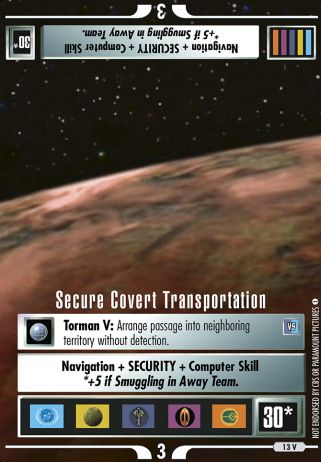 3
Navigation + SECURITY + Computer Skill
*+5 if Smuggling in Away Team.
30*
Secure Covert Transportation
Torman V: Arrange passage into neighboring
territory without detection.
V5
Navigation + SECURITY + Computer Skill
*+5 if Smuggling in Away Team.
30*
3
13 V
NOT ENDORSED BY CBS OR PARAMOUNT PICTURES